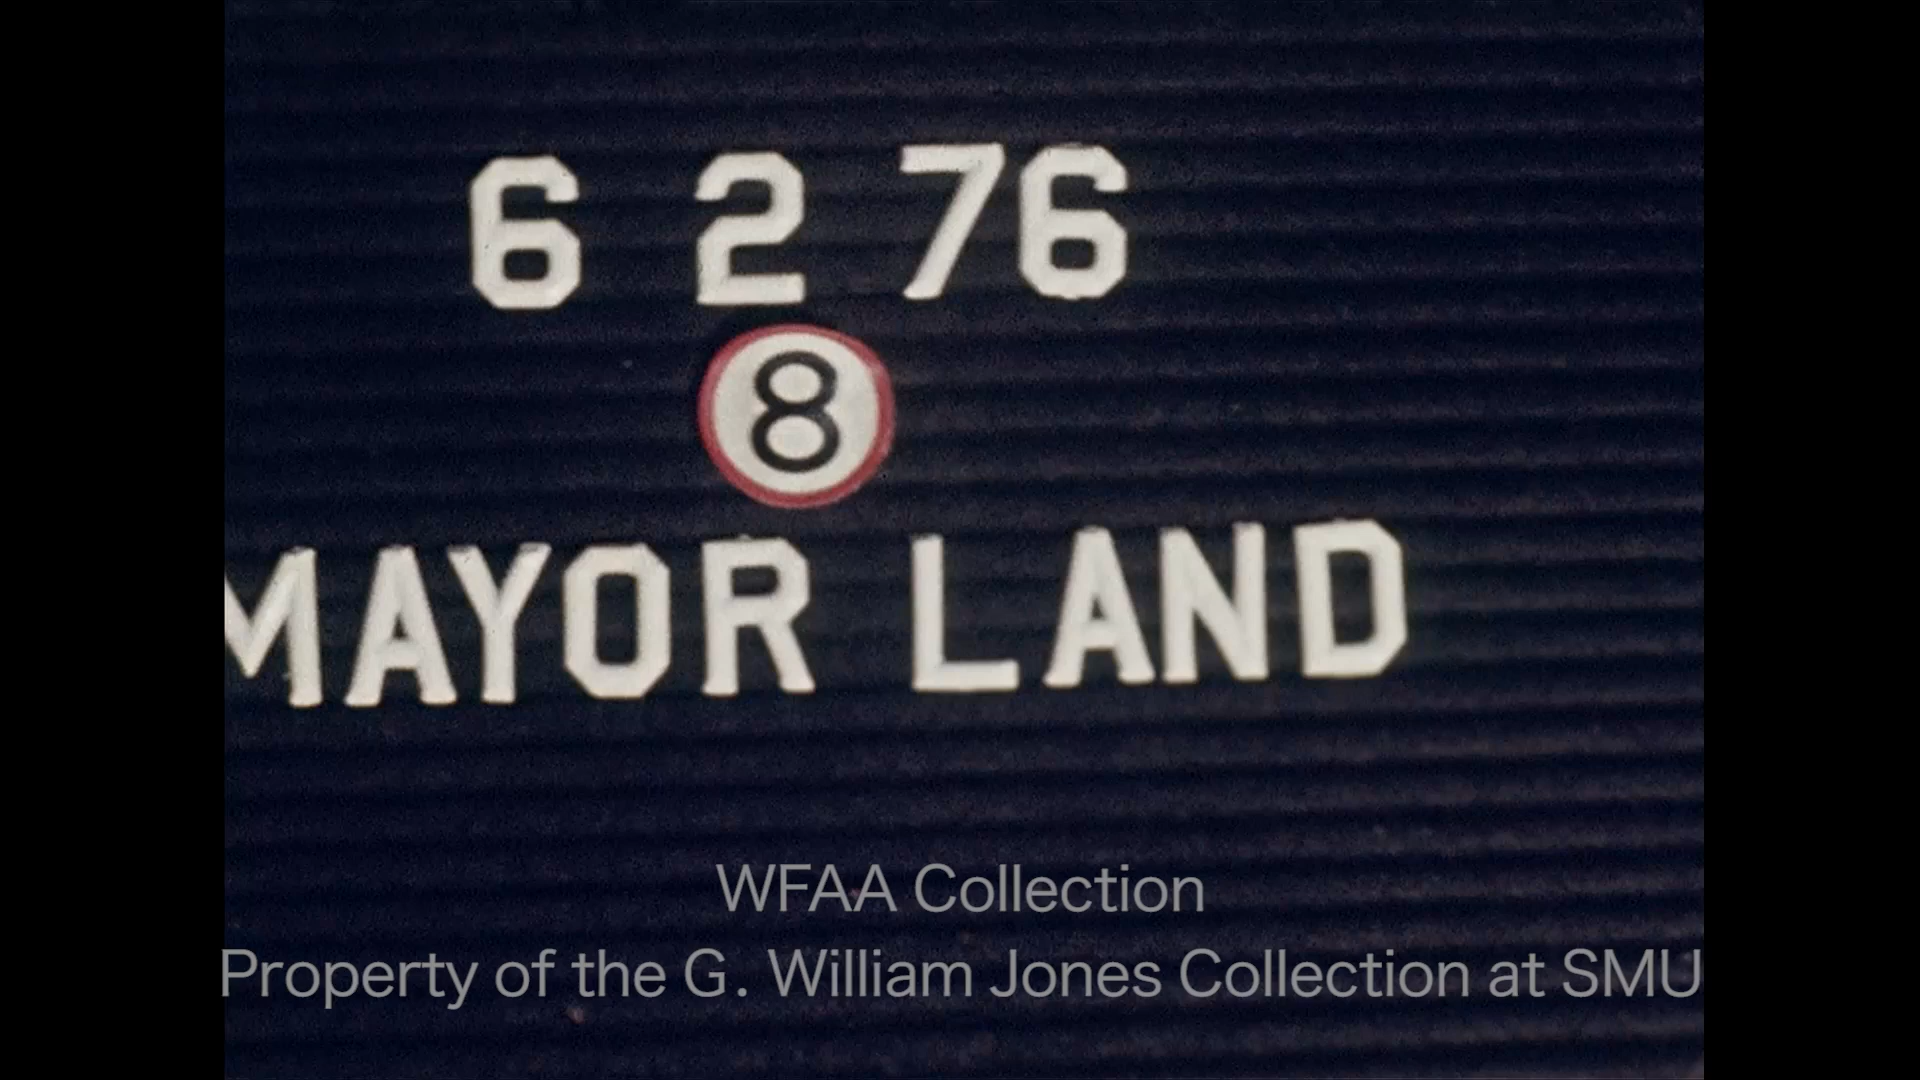 6 2 76
8
MAYOR LAND
WFAA Collection
Property of the G. William Jones Collection at SMU